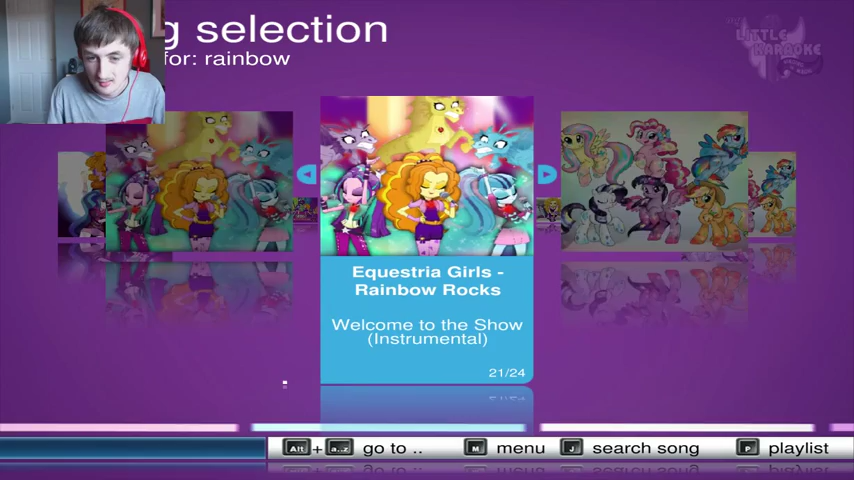 g selection
for: rainbow
MY
LITTLE
KARAOKE
Equestria Girls -
Rainbow Rocks
Welcome to the Show
(Instrumental)
21/24
Alt + a..z go to ..
M menu
J search song
P playlist